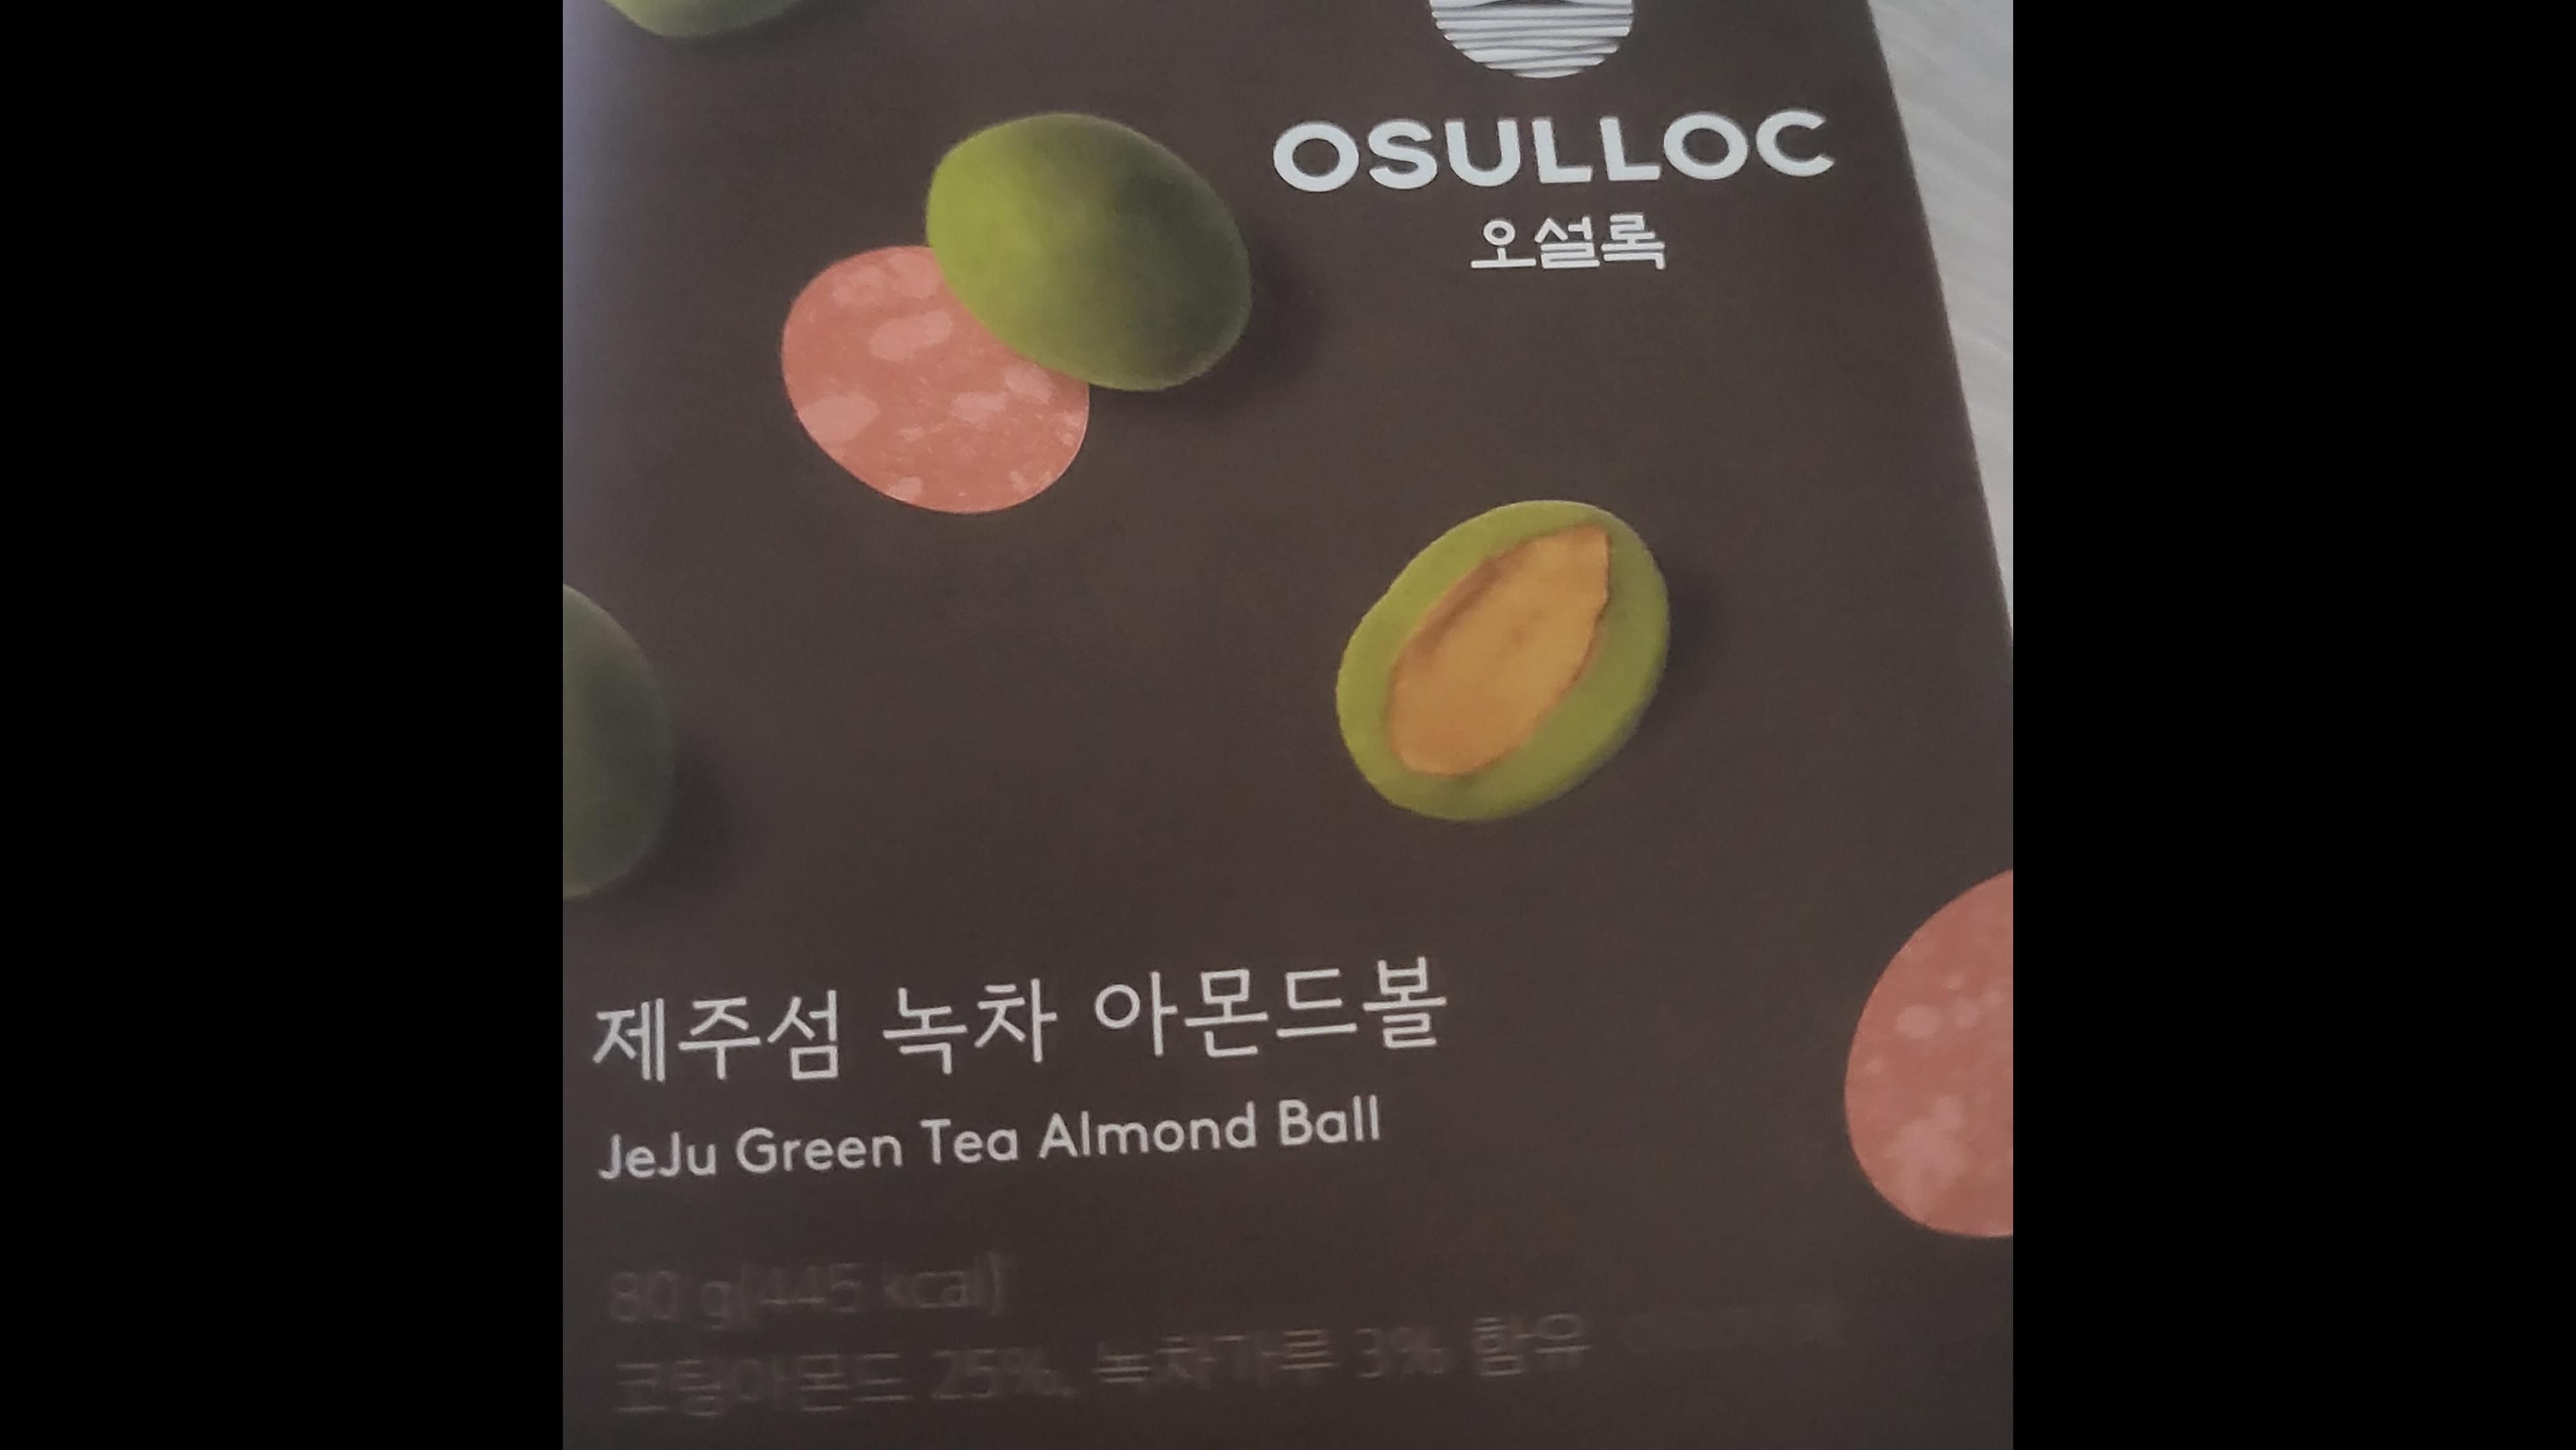 OSULLOC
오설록
제주섬 녹차 아몬드볼
JeJu Green Tea Almond Ball
80 g(445 kcal)
코팅아몬드 25%, 녹차가루 3% 함유